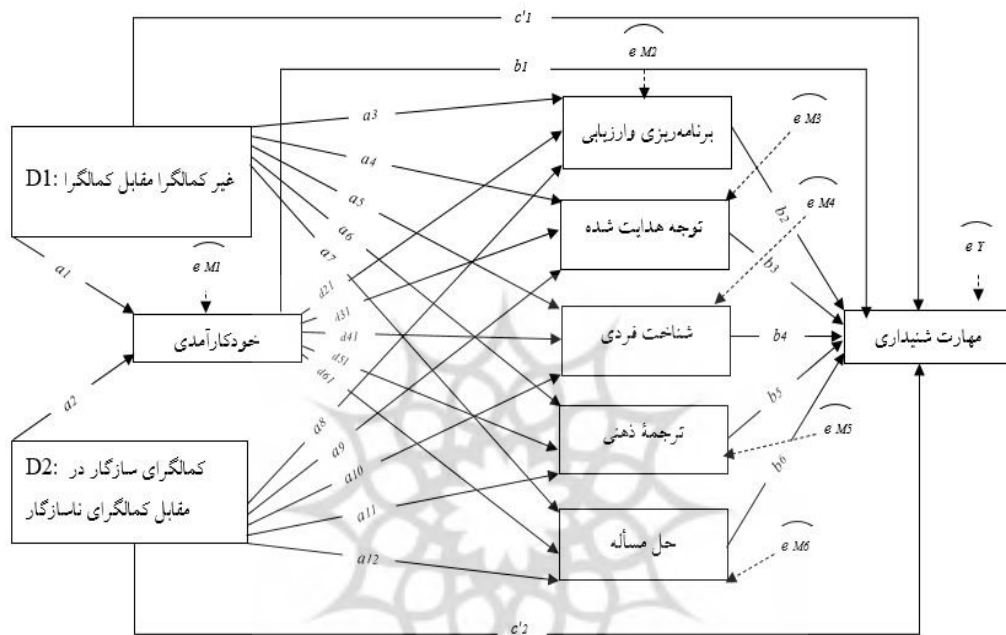 c'1
e M2
b1
a3
برنامه‌ریزی وارزیابی
e M3
D1: غیر کمالگرا مقابل کمالگرا
a4
a5
توجه هدایت شده
b2
e M4
a6
a7
e Y
a1
e M1
b3
d21
d31
خودکارآمدی
d41
شناخت فردی
b4
مهارت شنیداری
d51
d61
a2
a8
b5
a9
ترجمهٔ ذهنی
e M5
D2: کمالگرای سازگار در
مقابل کمالگرای ناسازگار
a10
b6
a11
حل مسأله
e M6
a12
c'2